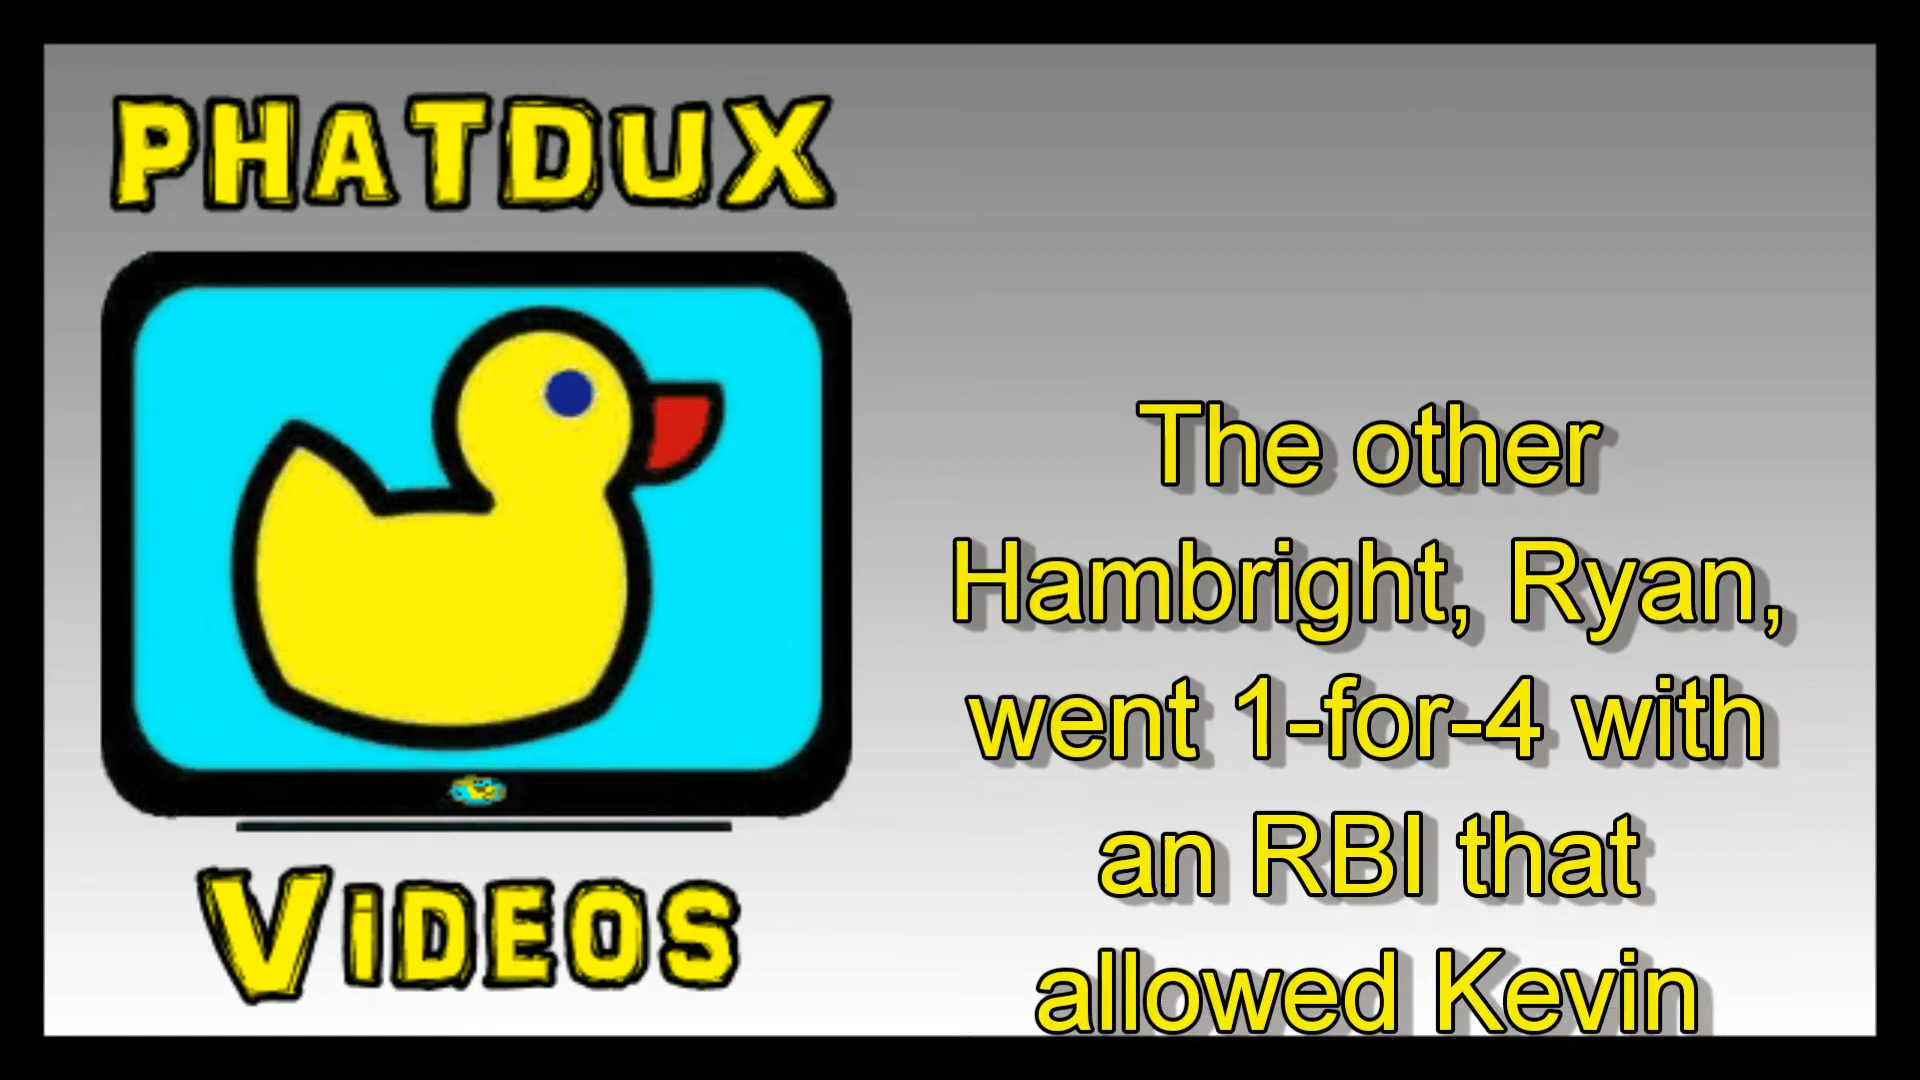 PHATDUX
VIDEOS
The other
Hambright, Ryan,
went 1-for-4 with
an RBI that
allowed Kevin